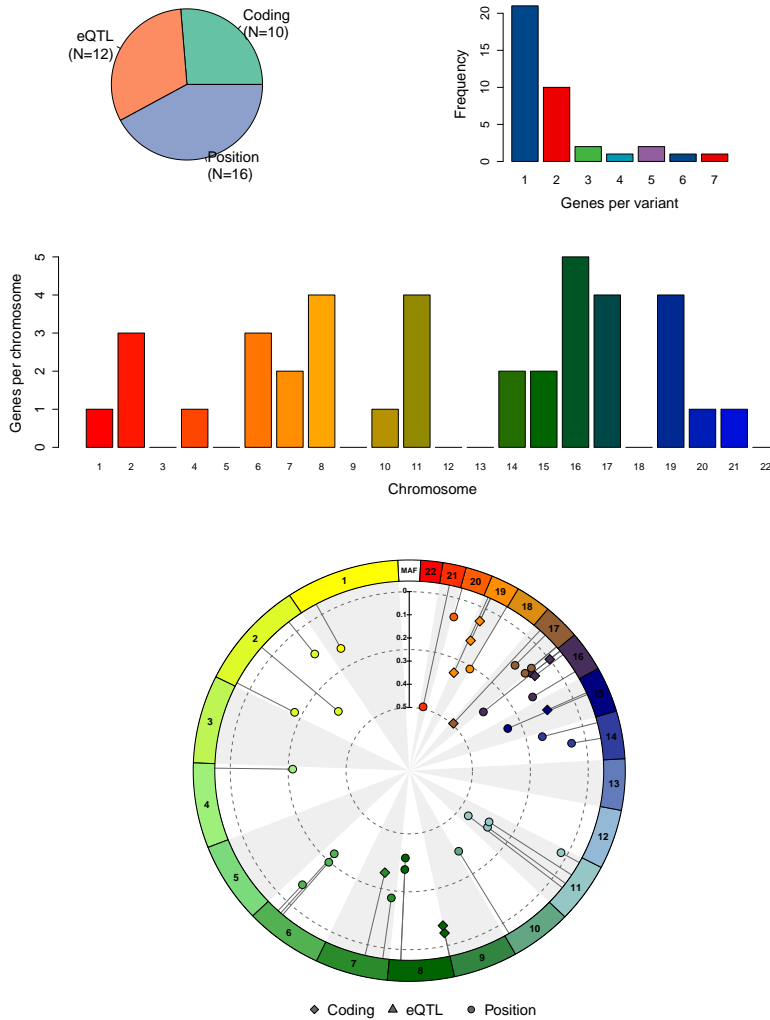 Coding
(N=10)
eQTL
(N=12)
Position
(N=16)
Frequency
20
15
10
5
0
1 2 3 4 5 6 7
Genes per variant
Genes per chromosome
5
4
3
2
1
0
1 2 3 4 5 6 7 8 9 10 11 12 13 14 15 16 17 18 19 20 21 22
Chromosome
MAF
22
21
20
19
18
17
16
15
14
13
12
11
10
9
8
7
6
5
4
3
2
1
0
0.1
0.2
0.3
0.4
0.5
Coding eQTL Position